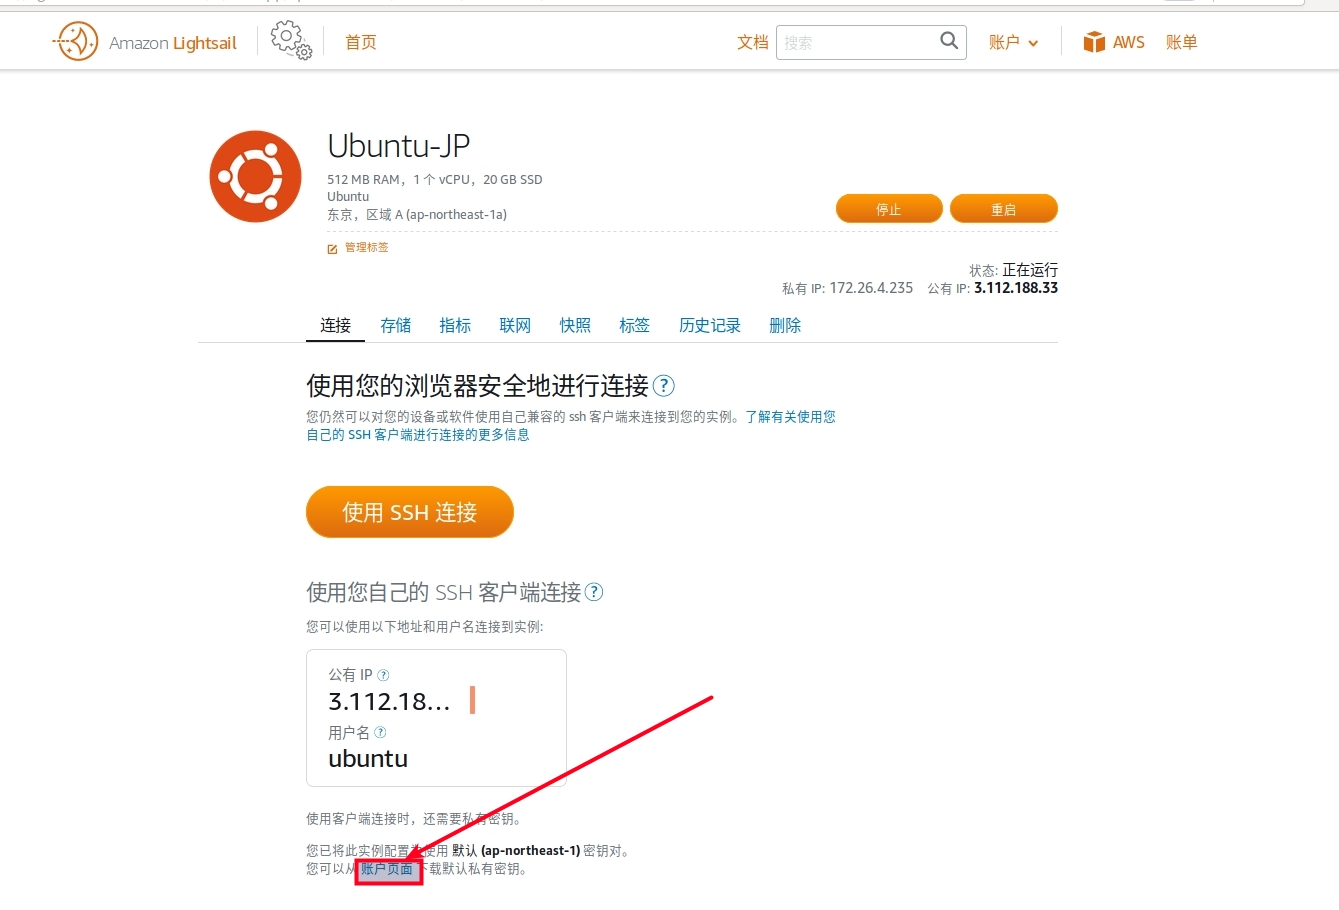 Amazon Lightsail
首页
文档
搜索
账户
AWS
账单
Ubuntu-JP
512 MB RAM，1 个 vCPU，20 GB SSD
Ubuntu
东京，区域 A (ap-northeast-1a)
停止
重启
管理标签
状态: 正在运行
私有 IP: 172.26.4.235 公有 IP: 3.112.188.33
连接 存储 指标 联网 快照 标签 历史记录 删除
使用您的浏览器安全地进行连接 ?
您仍然可以对您的设备或软件使用自己兼容的 ssh 客户端来连接到您的实例。了解有关使用您
自己的 SSH 客户端进行连接的更多信息
使用 SSH 连接
使用您自己的 SSH 客户端连接 ?
您可以使用以下地址和用户名连接到实例:
公有 IP ?
3.112.18...
用户名 ?
ubuntu
使用客户端连接时，还需要私有密钥。
您已将此实例配置为使用 默认 (ap-northeast-1) 密钥对。
您可以从 账户页面 下载默认私有密钥。